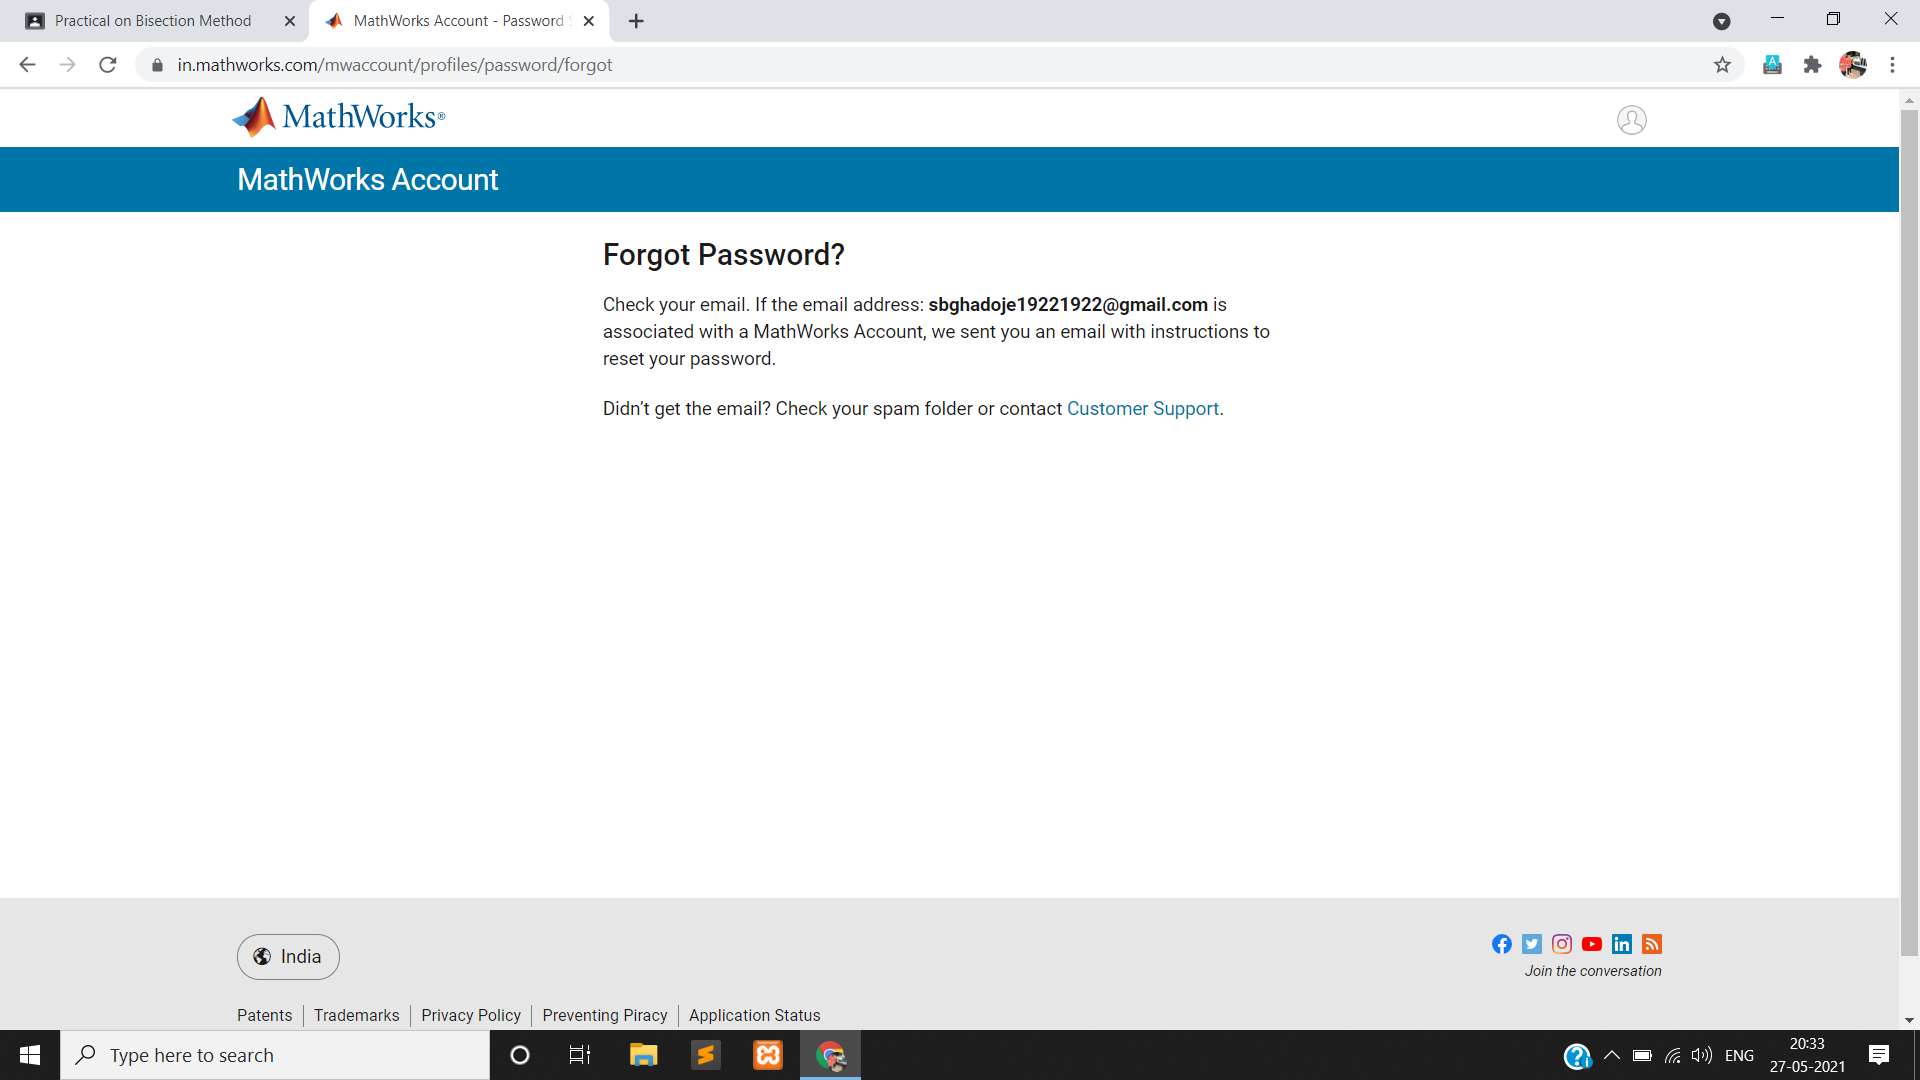 Practical on Bisection Method
MathWorks Account - Password
in.mathworks.com/mwaccount/profiles/password/forgot
MathWorks®
MathWorks Account
Forgot Password?
Check your email. If the email address: sbghadoje19221922@gmail.com is
associated with a MathWorks Account, we sent you an email with instructions to
reset your password.
Didn’t get the email? Check your spam folder or contact Customer Support.
India
Join the conversation
Patents
Trademarks
Privacy Policy
Preventing Piracy
Application Status
Type here to search
ENG
20:33
27-05-2021